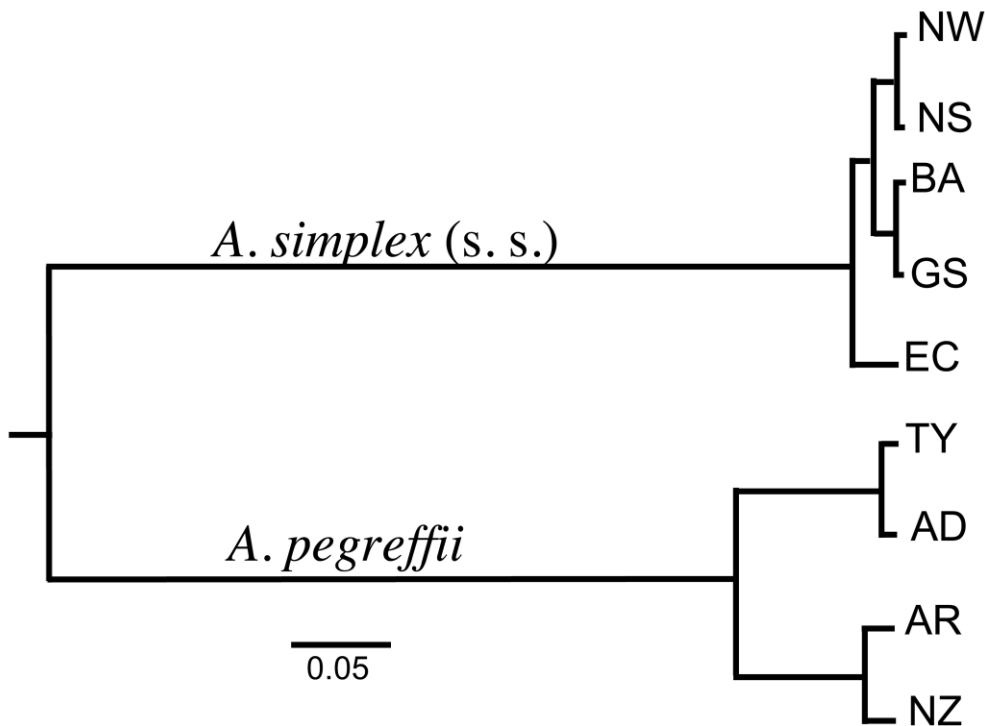 NW
NS
BA
A. simplex (s. s.)
GS
EC
TY
AD
A. pegreffii
AR
0.05
NZ